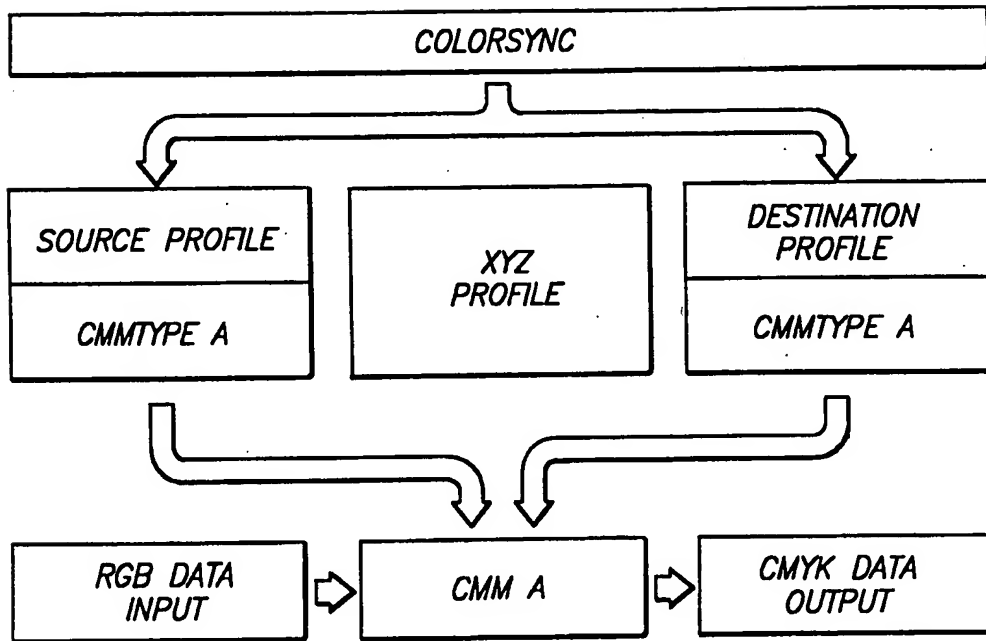 COLORSYNC
SOURCE PROFILE
CMMTYPE A
XYZ
PROFILE
DESTINATION
PROFILE
CMMTYPE A
RGB DATA
INPUT
CMM A
CMYK DATA
OUTPUT